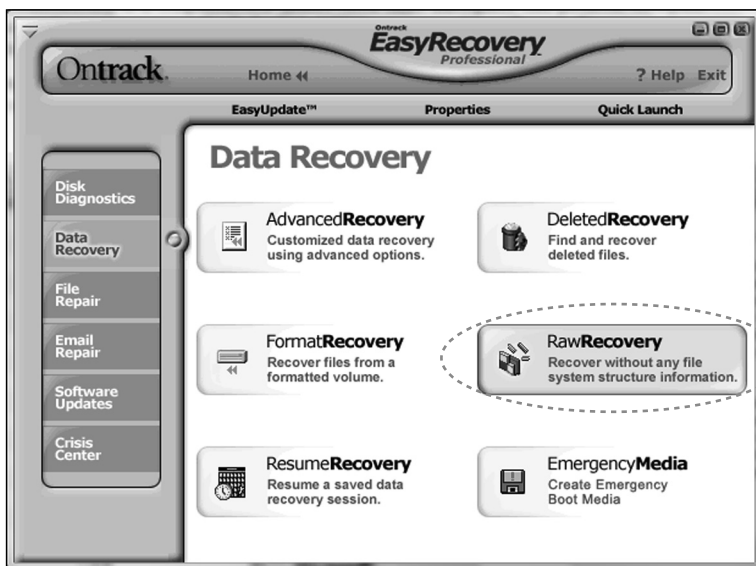 Ontrack
EasyRecovery
Professional
Ontrack.
Home
? Help Exit
EasyUpdate™ Properties Quick Launch
Disk
Diagnostics
Data
Recovery
File
Repair
Email
Repair
Software
Updates
Crisis
Center
Data Recovery
AdvancedRecovery
Customized data recovery
using advanced options.
DeletedRecovery
Find and recover
deleted files.
FormatRecovery
Recover files from a
formatted volume.
RawRecovery
Recover without any file
system structure information.
ResumeRecovery
Resume a saved data
recovery session.
EmergencyMedia
Create Emergency
Boot Media